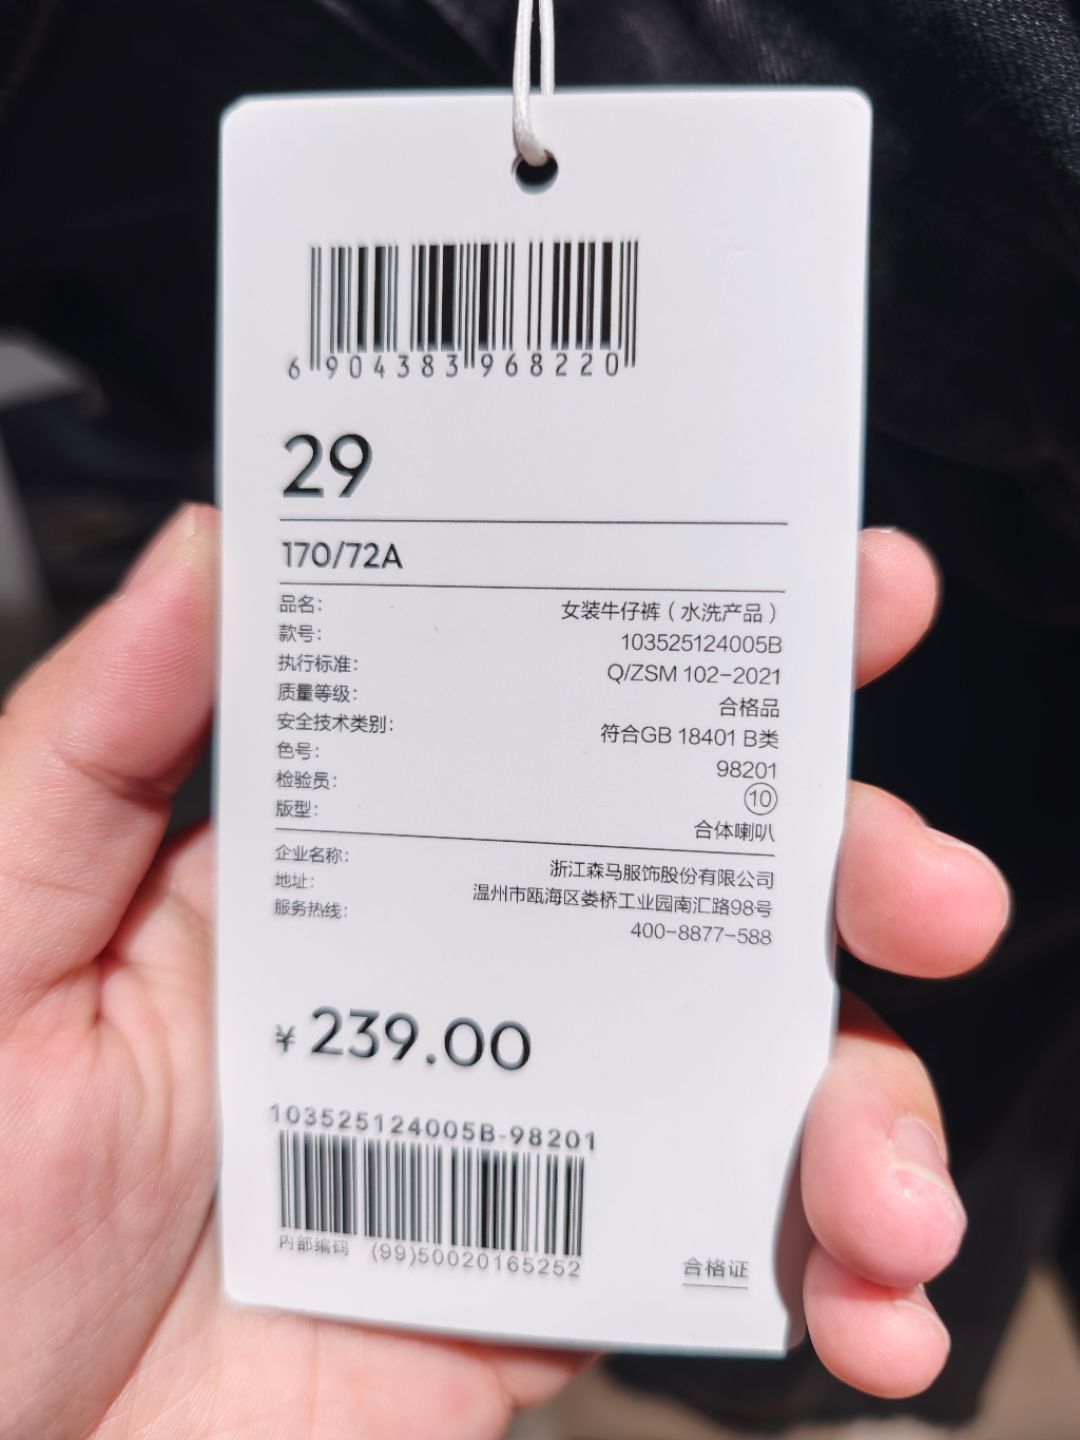 6 904383 968220
29
170/72A
品名： 女装牛仔裤（水洗产品）
款号： 103525124005B
执行标准： Q/ZSM 102-2021
质量等级： 合格品
安全技术类别： 符合GB 18401 B类
色号： 98201
检验员： ⑩
版型： 合体喇叭
企业名称： 浙江森马服饰股份有限公司
地址： 温州市瓯海区娄桥工业园南汇路98号
服务热线： 400-8877-588
¥ 239.00
103525124005B-98201
内部编码 (99)50020165252
合格证